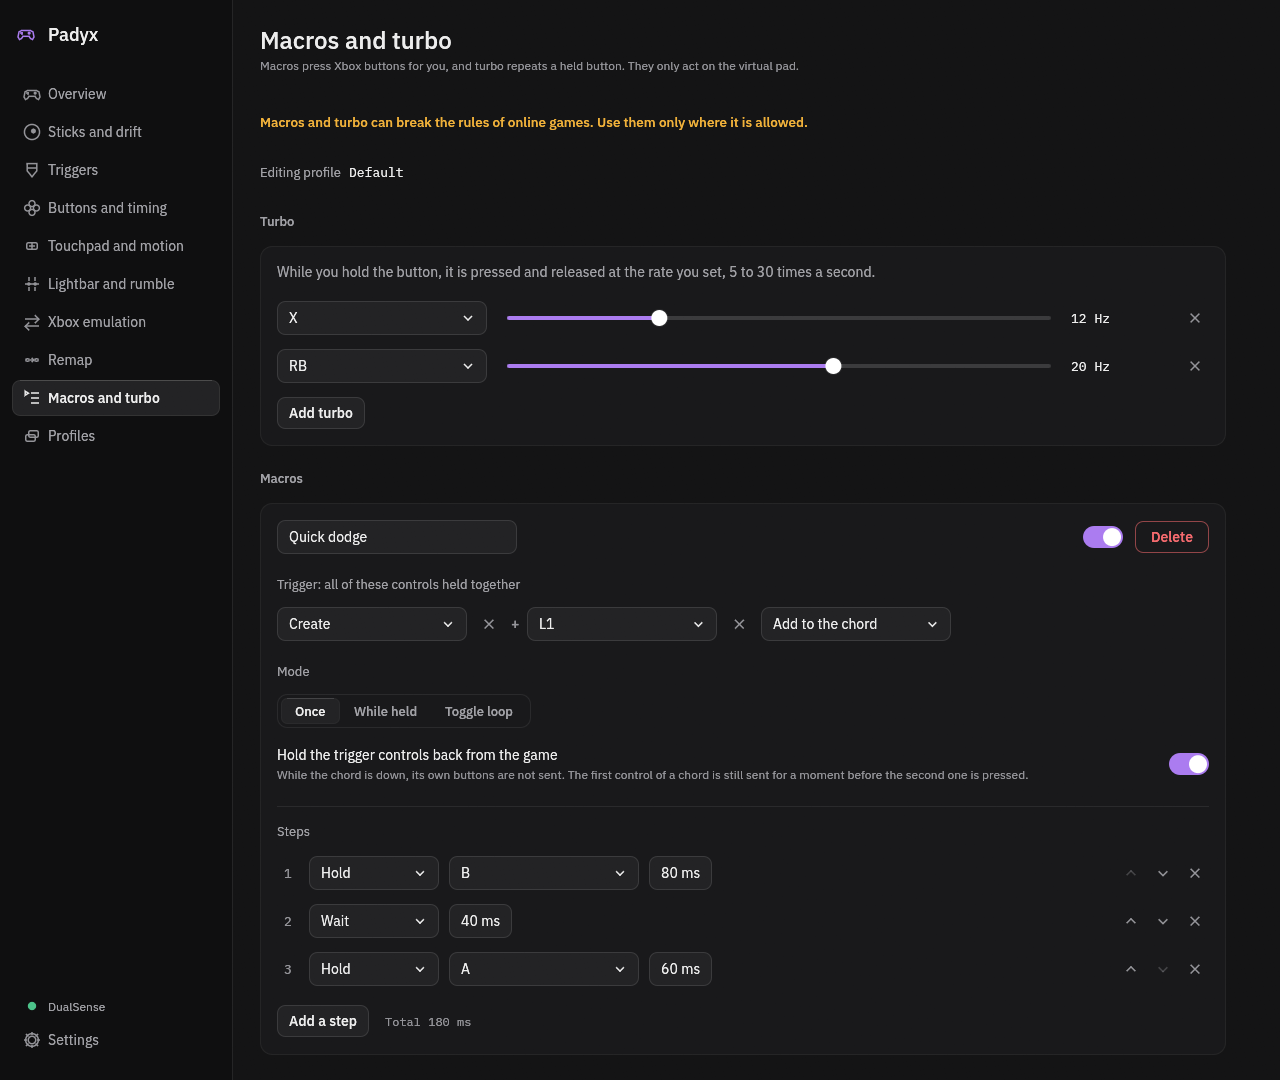 Padyx
Overview
Sticks and drift
Triggers
Buttons and timing
Touchpad and motion
Lightbar and rumble
Xbox emulation
Remap
Macros and turbo
Profiles
DualSense
Settings
Macros and turbo
Macros press Xbox buttons for you, and turbo repeats a held button. They only act on the virtual pad.
Macros and turbo can break the rules of online games. Use them only where it is allowed.
Editing profile Default
Turbo
While you hold the button, it is pressed and released at the rate you set, 5 to 30 times a second.
X 12 Hz
RB 20 Hz
Add turbo
Macros
Quick dodge Delete
Trigger: all of these controls held together
Create + L1 Add to the chord
Mode
Once While held Toggle loop
Hold the trigger controls back from the game
While the chord is down, its own buttons are not sent. The first control of a chord is still sent for a moment before the second one is pressed.
Steps
1 Hold B 80 ms
2 Wait 40 ms
3 Hold A 60 ms
Add a step Total 180 ms